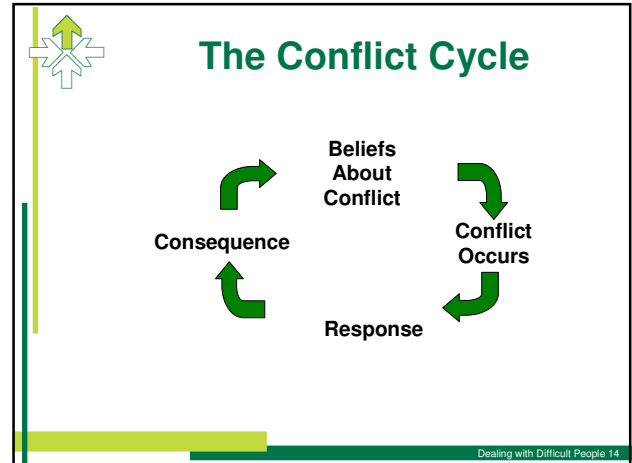 The Conflict Cycle
Beliefs
About
Conflict
Conflict
Occurs
Response
Consequence
Dealing with Difficult People 14